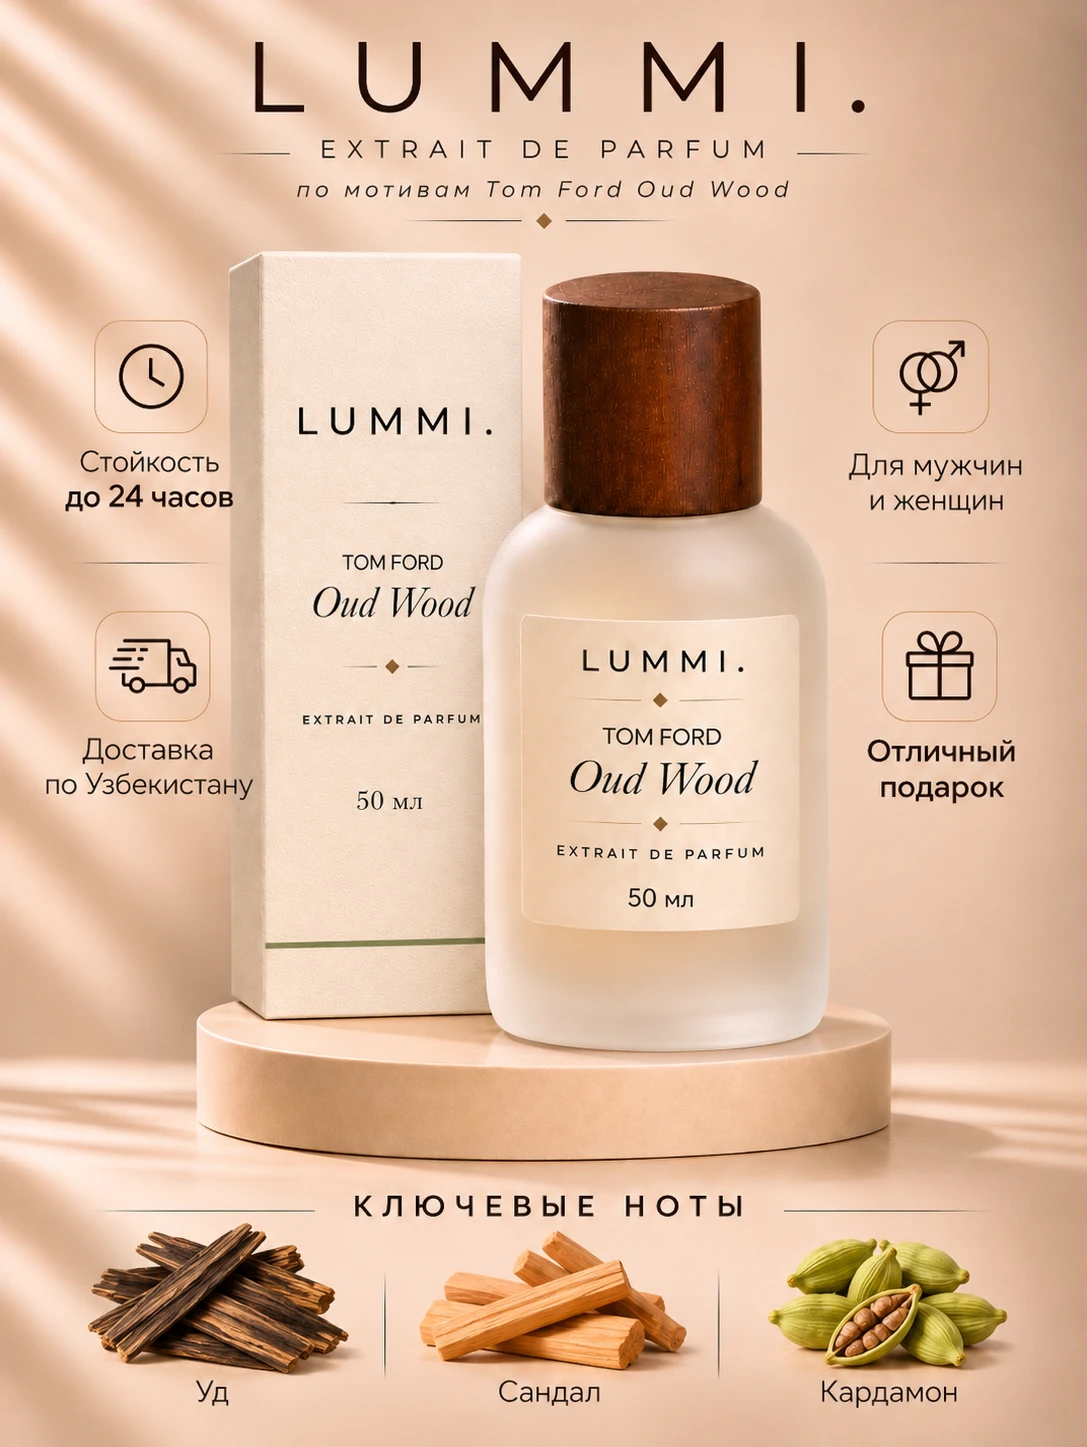 LUMMI.
EXTRAIT DE PARFUM
по мотивам Tom Ford Oud Wood
Стойкость
до 24 часов
Для мужчин
и женщин
Доставка
по Узбекистану
Отличный
подарок
LUMMI.
TOM FORD
Oud Wood
EXTRAIT DE PARFUM
50 мл
LUMMI.
TOM FORD
Oud Wood
EXTRAIT DE PARFUM
50 мл
КЛЮЧЕВЫЕ НОТЫ
Уд
Сандал
Кардамон